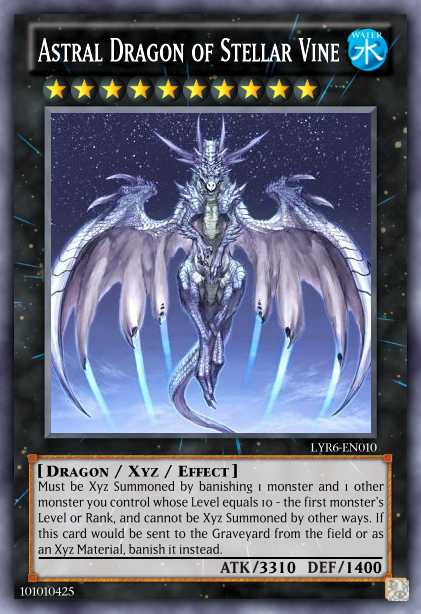 Astral Dragon of Stellar Vine
WATER
水
LYR6-EN010
[ Dragon / Xyz / Effect ]
Must be Xyz Summoned by banishing 1 monster and 1 other
monster you control whose Level equals 10 - the first monster's
Level or Rank, and cannot be Xyz Summoned by other ways. If
this card would be sent to the Graveyard from the field or as
an Xyz Material, banish it instead.
ATK/3310 DEF/1400
101010425